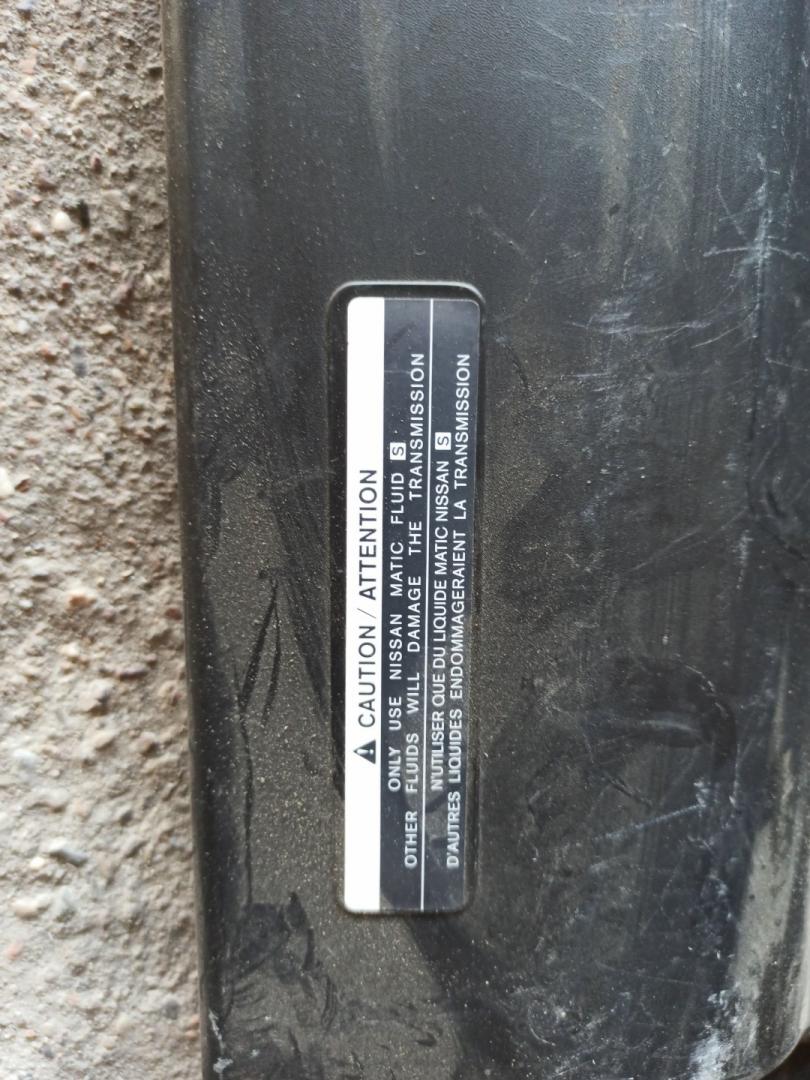 ⚠ CAUTION / ATTENTION
ONLY USE NISSAN MATIC FLUID S
OTHER FLUIDS WILL DAMAGE THE TRANSMISSION
N'UTILISER QUE DU LIQUIDE MATIC NISSAN S
D'AUTRES LIQUIDES ENDOMMAGERAIENT LA TRANSMISSION